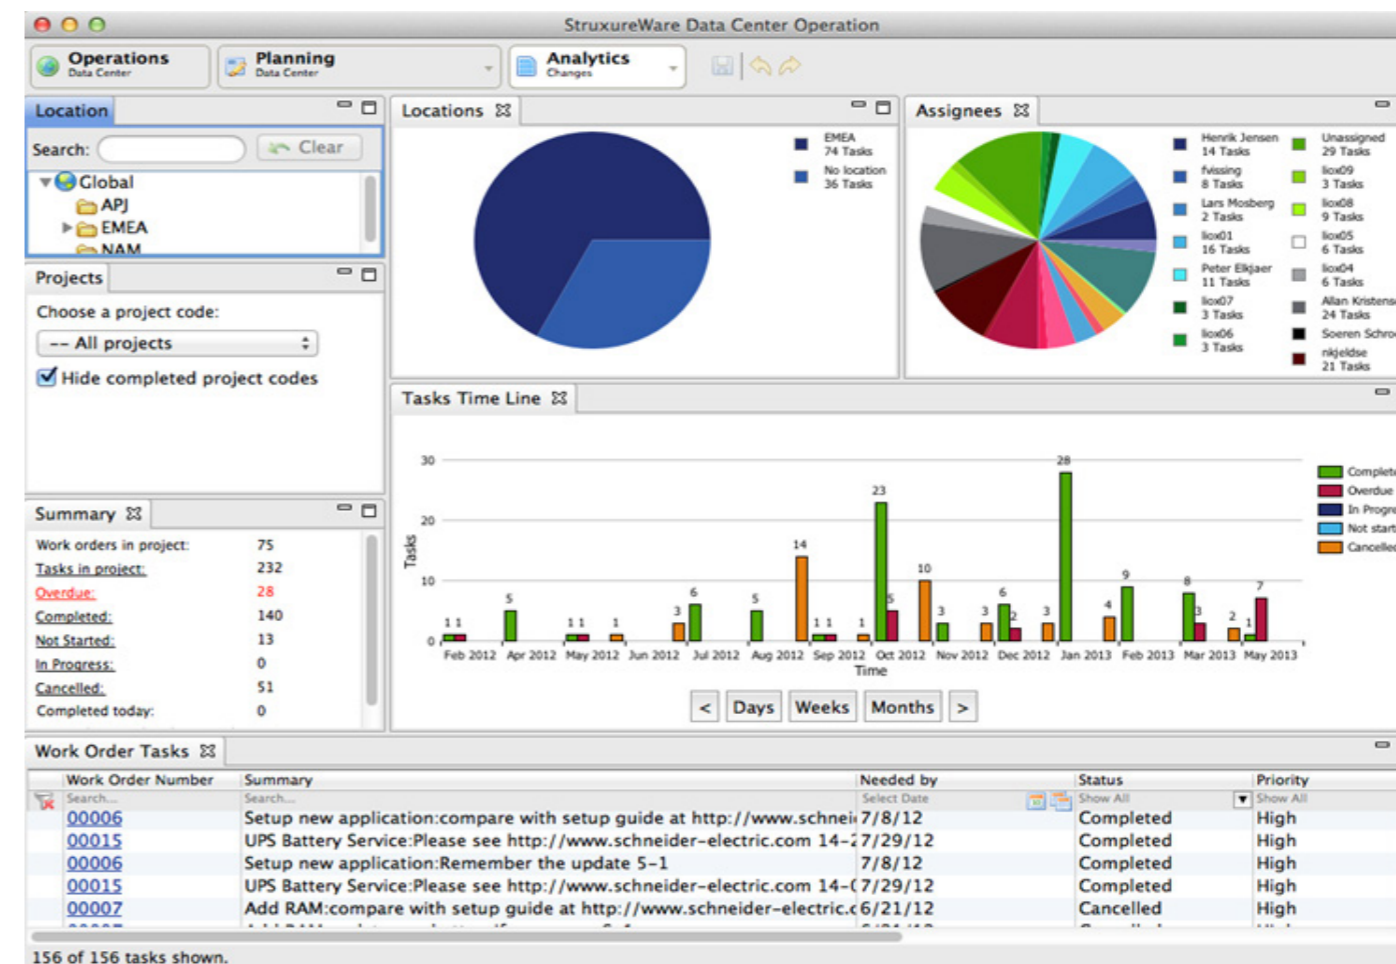 StruxureWare Data Center Operation
Operations
Data Center
Planning
Data Center
Analytics
Changes
Location
Search:
Clear
Global
APJ
EMEA
NAM
Projects
Choose a project code:
-- All projects
Hide completed project codes
Summary
Work orders in project: 75
Tasks in project: 232
Overdue: 28
Completed: 140
Not Started: 13
In Progress: 0
Cancelled: 51
Completed today: 0
Locations
EMEA
74 Tasks
No location
36 Tasks
Assignees
Henrik Jensen
14 Tasks
fvissing
8 Tasks
Lars Mosberg
2 Tasks
liox01
16 Tasks
Peter Elkjaer
11 Tasks
liox07
3 Tasks
liox06
3 Tasks
Unassigned
29 Tasks
liox09
3 Tasks
liox08
9 Tasks
liox05
6 Tasks
liox04
6 Tasks
Allan Kristens
24 Tasks
Soeren Schro
nkjeldse
21 Tasks
Tasks Time Line
Tasks
30
20
10
0
1 1 5 1 1 1 3 6 5 14 1 1 1 23 5 10 3 3 6 2 3 28 4 9 8 3 2 1 7
Feb 2012 Apr 2012 May 2012 Jun 2012 Jul 2012 Aug 2012 Sep 2012 Oct 2012 Nov 2012 Dec 2012 Jan 2013 Feb 2013 Mar 2013 May 2013
Time
Complete
Overdue
In Progre
Not start
Cancelled
< Days Weeks Months >
Work Order Tasks
Work Order Number Summary Needed by Status Priority
Search... Search... Select Date Show All Show All
00006 Setup new application:compare with setup guide at http://www.schnei 7/8/12 Completed High
00015 UPS Battery Service:Please see http://www.schneider-electric.com 14-2 7/29/12 Completed High
00006 Setup new application:Remember the update 5-1 7/8/12 Completed High
00015 UPS Battery Service:Please see http://www.schneider-electric.com 14-0 7/29/12 Completed High
00007 Add RAM:compare with setup guide at http://www.schneider-electric.c 6/21/12 Cancelled High
156 of 156 tasks shown.